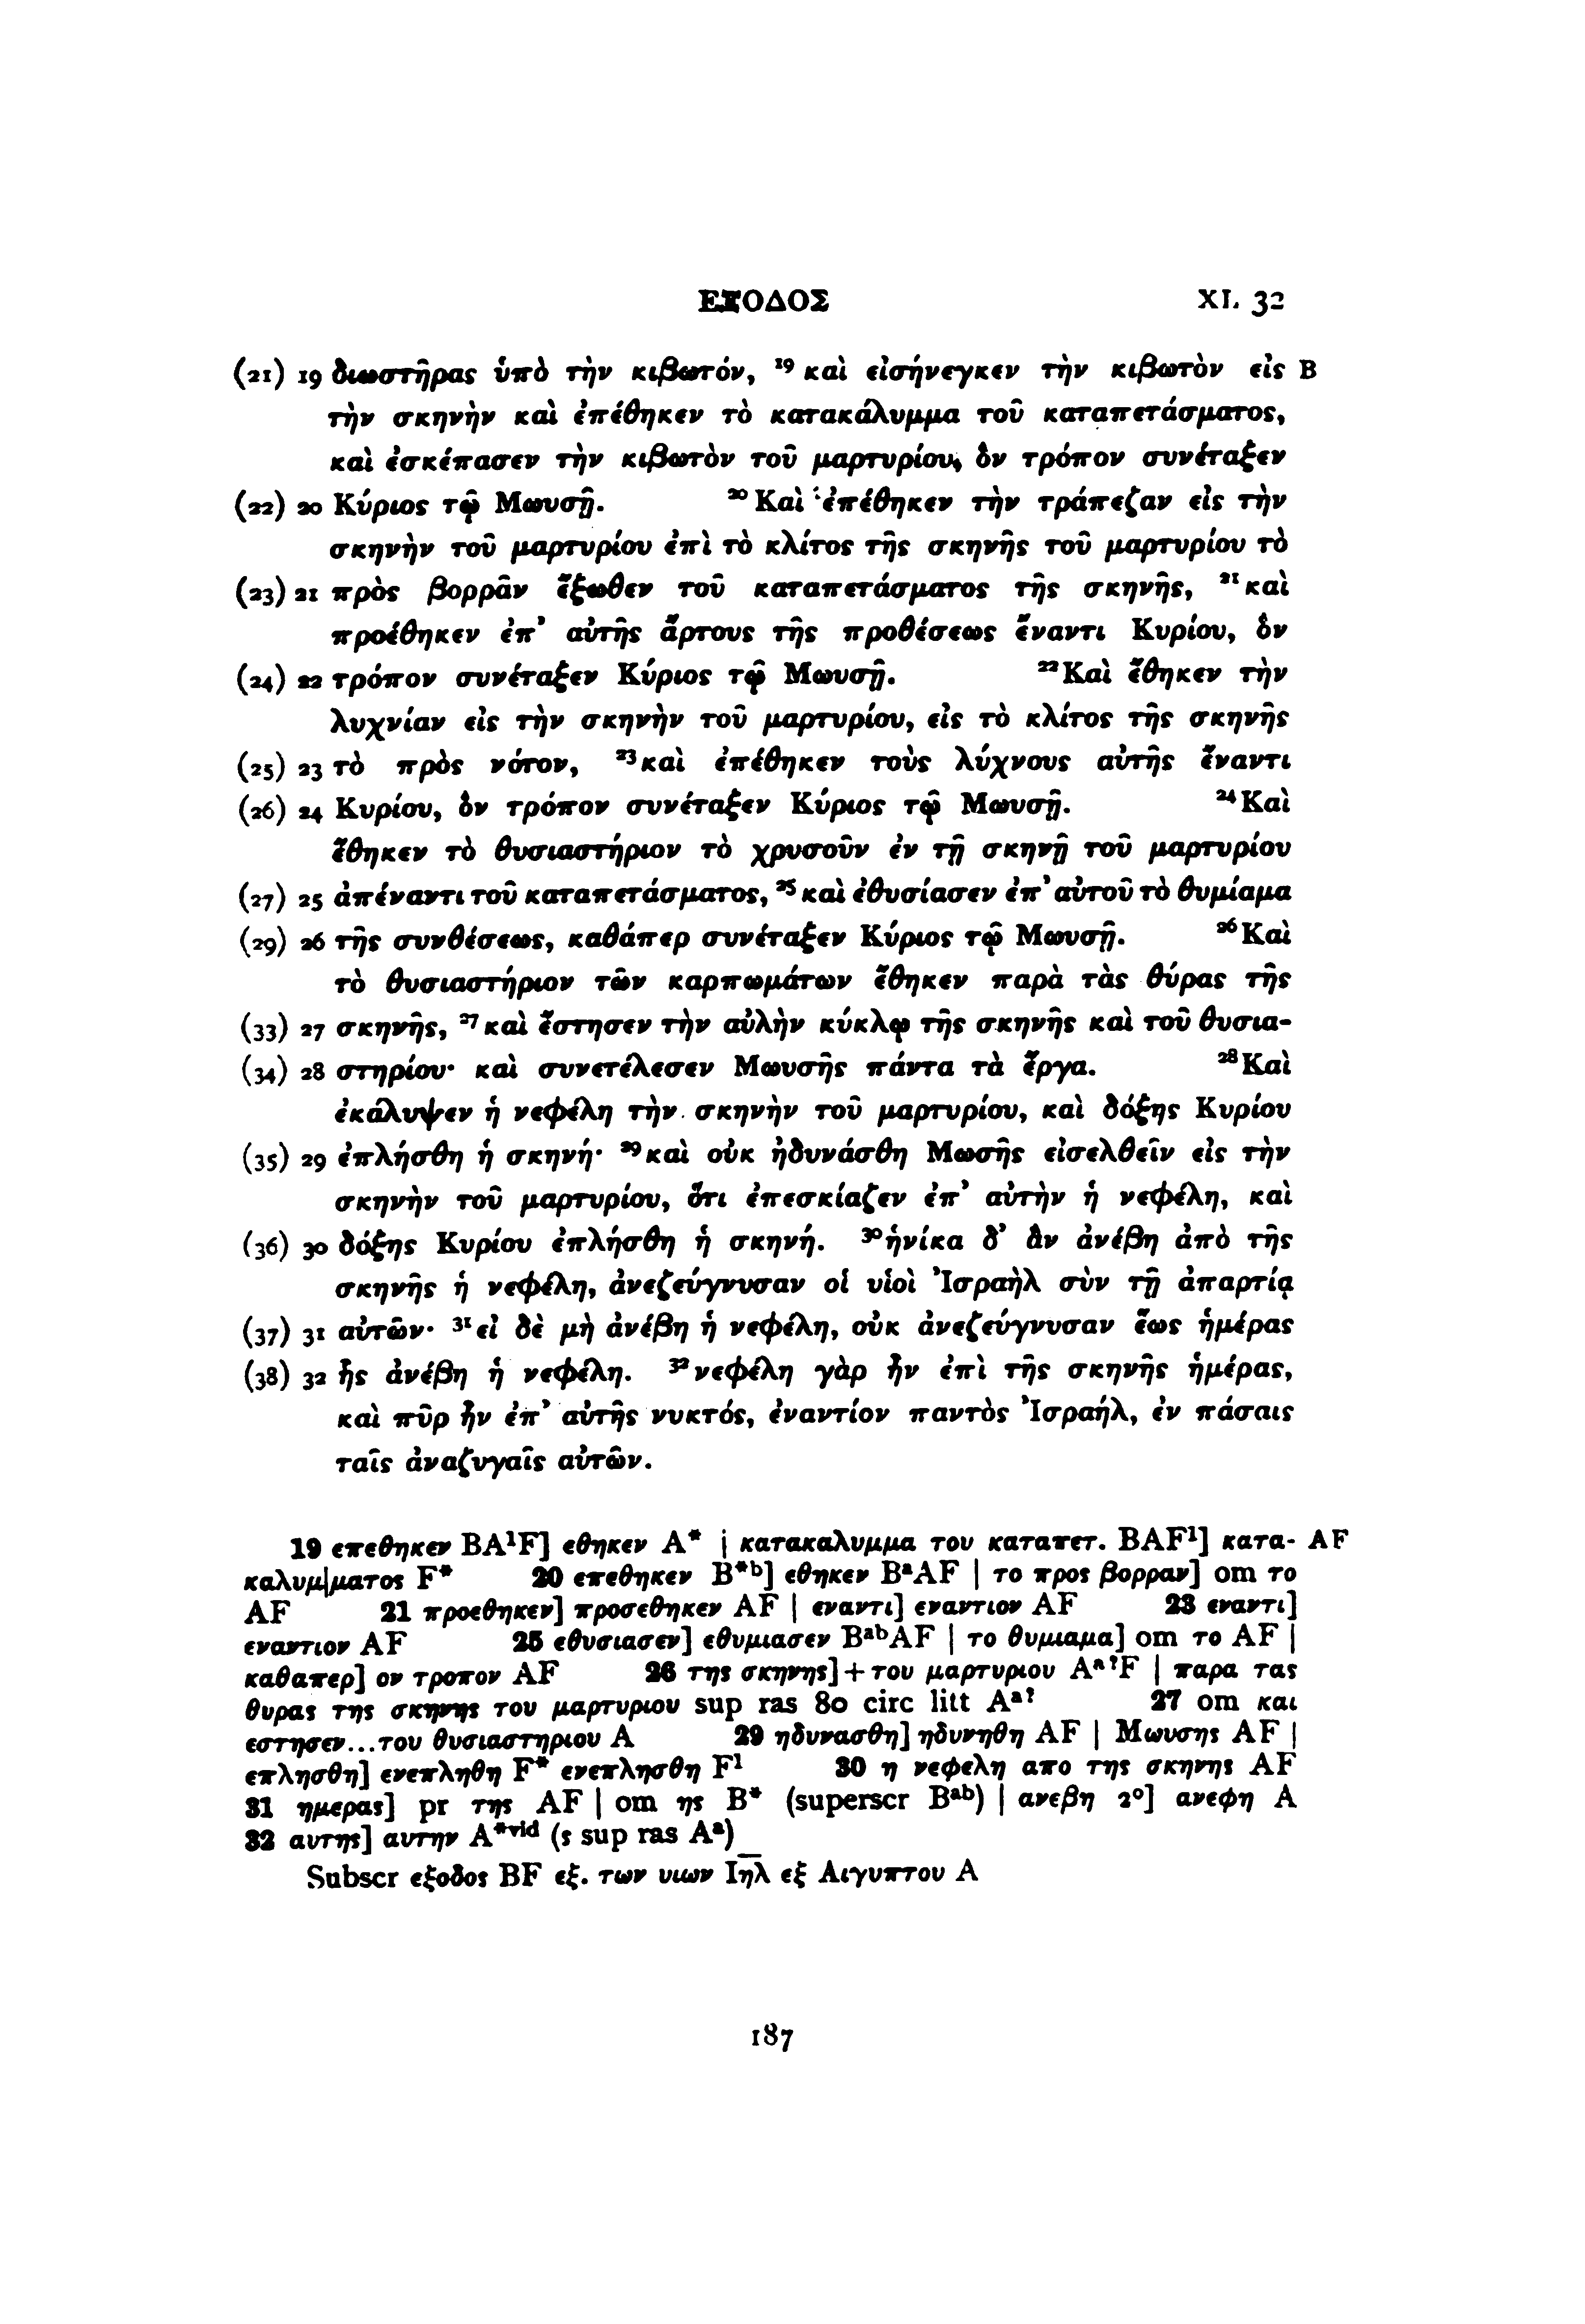 ΕΞΟΔΟΣ XL 32
(21) 19 διωστῆρας ὑπὸ τὴν κιβωτόν, ¹⁹ καὶ εἰσήνεγκεν τὴν κιβωτὸν εἰς B
τὴν σκηνὴν καὶ ἐπέθηκεν τὸ κατακάλυμμα τοῦ καταπετάσματος,
καὶ ἐσκέπασεν τὴν κιβωτὸν τοῦ μαρτυρίου, ὃν τρόπον συνέταξεν
(22) 20 Κύριος τῷ Μωυσῇ. ²⁰ Καὶ ἐπέθηκεν τὴν τράπεζαν εἰς τὴν
σκηνὴν τοῦ μαρτυρίου ἐπὶ τὸ κλίτος τῆς σκηνῆς τοῦ μαρτυρίου τὸ
(23) 21 πρὸς βορρᾶν ἔξωθεν τοῦ καταπετάσματος τῆς σκηνῆς, ²¹ καὶ
προέθηκεν ἐπ᾽ αὐτῆς ἄρτους τῆς προθέσεως ἔναντι Κυρίου, ὃν
(24) 22 τρόπον συνέταξεν Κύριος τῷ Μωυσῇ. ²² Καὶ ἔθηκεν τὴν
λυχνίαν εἰς τὴν σκηνὴν τοῦ μαρτυρίου, εἰς τὸ κλίτος τῆς σκηνῆς
(25) 23 τὸ πρὸς νότον, ²³ καὶ ἐπέθηκεν τοὺς λύχνους αὐτῆς ἔναντι
(26) 24 Κυρίου, ὃν τρόπον συνέταξεν Κύριος τῷ Μωυσῇ. ²⁴ Καὶ
ἔθηκεν τὸ θυσιαστήριον τὸ χρυσοῦν ἐν τῇ σκηνῇ τοῦ μαρτυρίου
(27) 25 ἀπέναντι τοῦ καταπετάσματος, ²⁵ καὶ ἐθυσίασεν ἐπ᾽ αὐτοῦ τὸ θυμίαμα
(29) 26 τῆς συνθέσεως, καθάπερ συνέταξεν Κύριος τῷ Μωυσῇ. ²⁶ Καὶ
τὸ θυσιαστήριον τῶν καρπωμάτων ἔθηκεν παρὰ τὰς θύρας τῆς
(33) 27 σκηνῆς, ²⁷ καὶ ἔστησεν τὴν αὐλὴν κύκλῳ τῆς σκηνῆς καὶ τοῦ θυσια-
(34) 28 στηρίου· καὶ συνετέλεσεν Μωυσῆς πάντα τὰ ἔργα. ²⁸ Καὶ
ἐκάλυψεν ἡ νεφέλη τὴν σκηνὴν τοῦ μαρτυρίου, καὶ δόξης Κυρίου
(35) 29 ἐπλήσθη ἡ σκηνή· ²⁹ καὶ οὐκ ἠδυνάσθη Μωσῆς εἰσελθεῖν εἰς τὴν
σκηνὴν τοῦ μαρτυρίου, ὅτι ἐπεσκίαζεν ἐπ᾽ αὐτὴν ἡ νεφέλη, καὶ
(36) 30 δόξης Κυρίου ἐπλήσθη ἡ σκηνή. ³⁰ ἡνίκα δ᾽ ἂν ἀνέβη ἀπὸ τῆς
σκηνῆς ἡ νεφέλη, ἀνεζεύγνυσαν οἱ υἱοὶ Ἰσραὴλ σὺν τῇ ἀπαρτίᾳ
(37) 31 αὐτῶν· ³¹ εἰ δὲ μὴ ἀνέβη ἡ νεφέλη, οὐκ ἀνεζεύγνυσαν ἕως ἡμέρας
(38) 32 ἧς ἀνέβη ἡ νεφέλη. ³² νεφέλη γὰρ ἦν ἐπὶ τῆς σκηνῆς ἡμέρας,
καὶ πῦρ ἦν ἐπ᾽ αὐτῆς νυκτός, ἐναντίον παντὸς Ἰσραήλ, ἐν πάσαις
ταῖς ἀναζυγαῖς αὐτῶν.
19 επεθηκεν BA¹F] εθηκεν A* | κατακαλυμμα του καταπετ. BAF¹] κατα- AF
καλυμ|ματος F* 20 επεθηκεν B*ᵇ] εθηκεν BᵃAF | το προς βορραν] om το
AF 21 προεθηκεν] προσεθηκεν AF | εναντι] εναντιον AF 23 εναντι]
εναντιον AF 25 εθυσιασεν] εθυμιασεν BᵃᵇAF | το θυμιαμα] om το AF |
καθαπερ] ον τροπον AF 26 της σκηνης] + του μαρτυριου Aᵃ?F | παρα τας
θυρας της σκηνης του μαρτυριου sup ras 80 circ litt Aᵃ? 27 om και
εστησεν...του θυσιαστηριου A 29 ηδυνασθη] ηδυνηθη AF | Μωυσης AF |
επλησθη] ενεπληθη F* ενεπλησθη F¹ 30 η νεφελη απο της σκηνης AF
31 ημερας] pr της AF | om ης B* (superscr Bᵃᵇ) | ανεβη 2°] ανεφη A
32 αυτης] αυτην A*ᵛⁱᵈ (ς sup ras Aᵃ)
Subscr εξοδος BF εξ. των υιων Ιη̅λ̅ εξ Αιγυπτου A
187